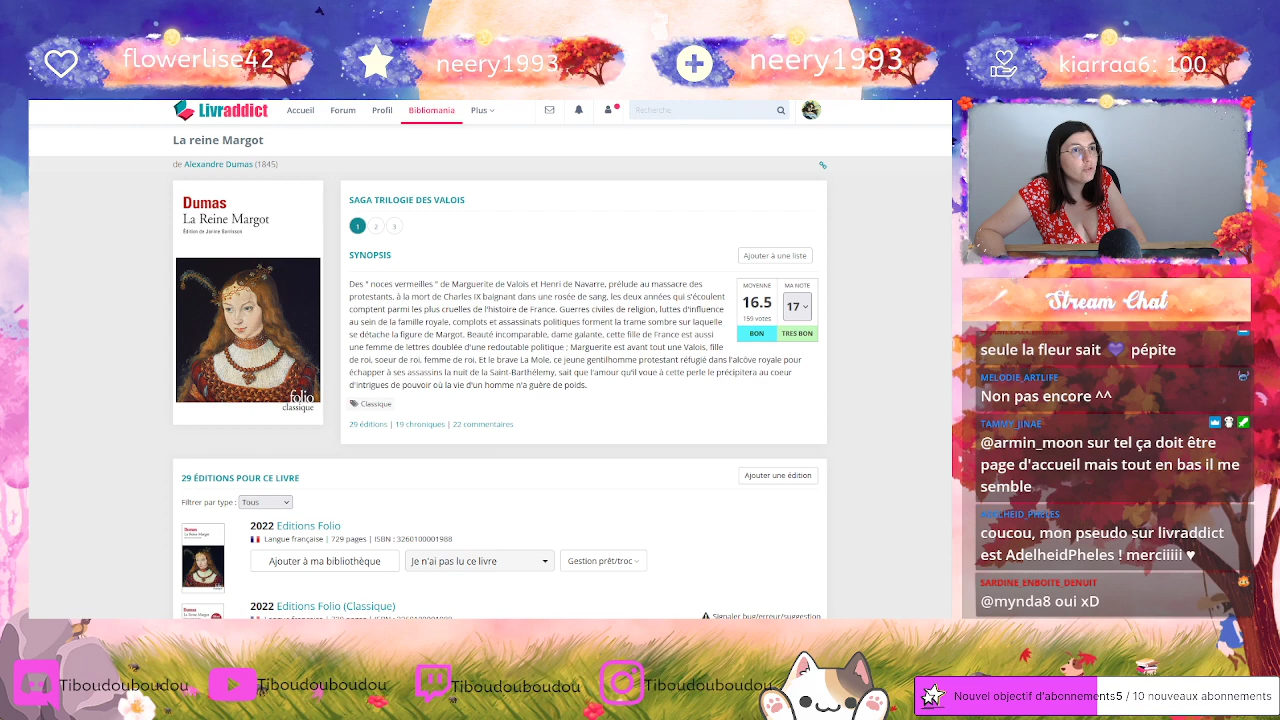 flowerlise42
neery1993
neery1993
kiarraa6: 100
Livraddict
Accueil
Forum
Profil
Bibliomania
Plus
Recherche
La reine Margot
de Alexandre Dumas (1845)
Dumas
La Reine Margot
Édition de Janine Garrisson
folio
classique
SAGA TRILOGIE DES VALOIS
1 2 3
SYNOPSIS
Ajouter à une liste
Des " noces vermeilles " de Marguerite de Valois et Henri de Navarre, prélude au massacre des
protestants, à la mort de Charles IX baignant dans une rosée de sang, les deux années qui s'écoulent
comptent parmi les plus cruelles de l'histoire de France. Guerres civiles de religion, luttes d'influence
au sein de la famille royale, complots et assassinats politiques forment la trame sombre sur laquelle
se détache la figure de Margot. Beauté incomparable, dame galante, cette fille de France est aussi
une femme de lettres doublée d'une redoutable politique ; Marguerite est avant tout une Valois, fille
de roi, soeur de roi, femme de roi. Et le brave La Mole, ce jeune gentilhomme protestant réfugié dans l'alcôve royale pour
échapper à ses assassins la nuit de la Saint-Barthélemy, sait que l'amour qu'il voue à cette perle le précipitera au coeur
d'intrigues de pouvoir où la vie d'un homme n'a guère de poids.
MOYENNE
16.5
159 votes
BON
MA NOTE
17
TRES BON
Classique
29 éditions | 19 chroniques | 22 commentaires
29 ÉDITIONS POUR CE LIVRE
Ajouter une édition
Filtrer par type : Tous
Dumas
La Reine Margot
2022 Editions Folio
Langue française | 729 pages | ISBN : 3260100001988
Ajouter à ma bibliothèque
Je n'ai pas lu ce livre
Gestion prêt/troc
Dumas
La Reine Margot
2022 Editions Folio (Classique)
Signaler bug/erreur/suggestion
Stream Chat
seule la fleur sait 💜 pépite
MELODIE_ARTLIFE
Non pas encore ^^
TAMMY_JINAE
@armin_moon sur tel ça doit être
page d'accueil mais tout en bas il me
semble
ADELHEID_PHELES
coucou, mon pseudo sur livraddict
est AdelheidPheles ! merciiiii ♥
SARDINE_ENBOITE_DENUIT
@mynda8 oui xD
Tiboudouboudou
Tiboudouboudou
Tiboudouboudou
Tiboudouboudou
Nouvel objectif d'abonnements 5 / 10 nouveaux abonnements